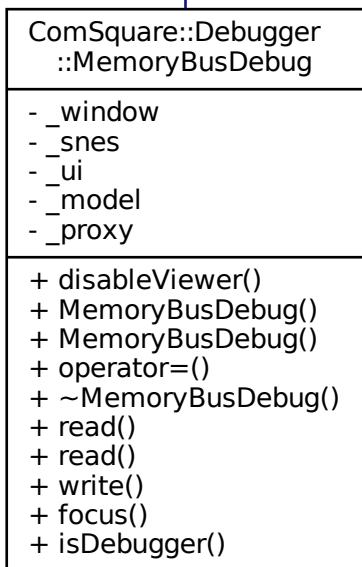 ComSquare::Debugger
::MemoryBusDebug
- _window
- _snes
- _ui
- _model
- _proxy
+ disableViewer()
+ MemoryBusDebug()
+ MemoryBusDebug()
+ operator=()
+ ~MemoryBusDebug()
+ read()
+ read()
+ write()
+ focus()
+ isDebugger()